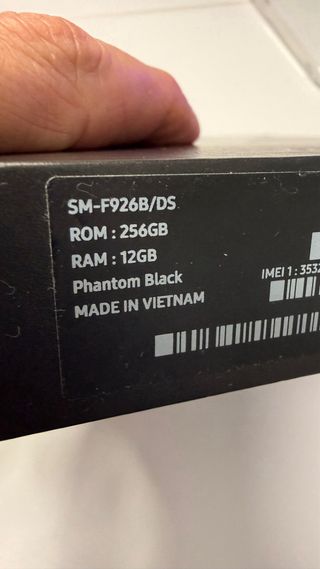 SM-F926B/DS
ROM : 256GB
RAM : 12GB
Phantom Black
MADE IN VIETNAM
IMEI 1 : 3532